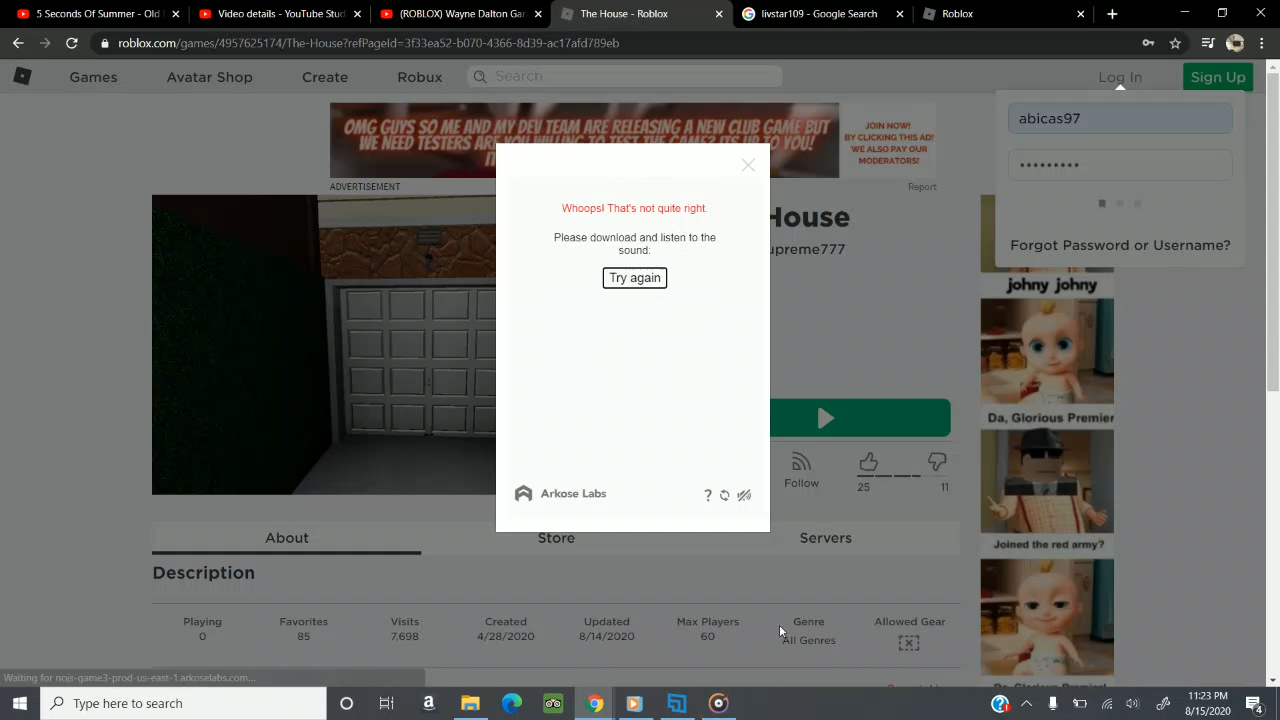 5 Seconds of Summer - Old
Video details - YouTube Stud
(ROBLOX) Wayne Dalton Gar
The House - Roblox
livstar109 - Google Search
Roblox
roblox.com/games/4957625174/The-House?refPageId=3f33ea52-b070-4366-8d39-ac17afd789eb
Games
Avatar Shop
Create
Robux
Search
Log In
Sign Up
abicas97
•••••••••
Forgot Password or Username?
OMG GUYS SO ME AND MY DEV TEAM ARE RELEASING A NEW CLUB GAME BUT
WE NEED TESTERS ARE YOU WILLING TO TEST THE GAME? ITS UP TO YOU!
JOIN NOW!
BY CLICKING THIS AD!
WE ALSO PAY OUR
MODERATORS!
ADVERTISEMENT
Report
House
upreme777
Whoops! That's not quite right.
Please download and listen to the
sound:
Try again
Arkose Labs
?
Follow
25
11
johny johny
Da, Glorious Premier
Joined the red army?
About
Store
Servers
Description
Playing
0
Favorites
85
Visits
7,698
Created
4/28/2020
Updated
8/14/2020
Max Players
60
Genre
All Genres
Allowed Gear
Waiting for nojs-game3-prod-us-east-1.arkoselabs.com...
Type here to search
11:23 PM
8/15/2020
4